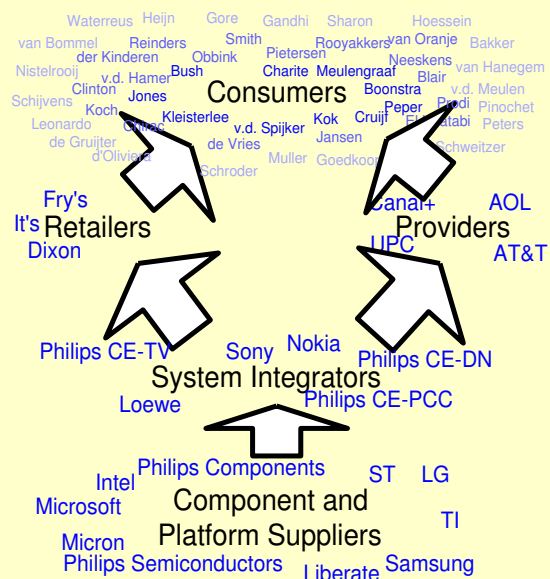 Waterreus Heijn Gore Gandhi Sharon Hoessein
van Bommel Reinders Smith Rooyakkers van Oranje Bakker
der Kinderen Obbink Pietersen Neeskens van Hanegem
Nistelrooij v.d. Hamer Bush Charite Meulengraaf Blair
Clinton Jones Consumers Boonstra v.d. Meulen
Schijvens Koch Peper Prodi Pinochet
Leonardo Chirac Kleisterlee v.d. Spijker Kok Cruijf Peters
de Gruijter de Vries Jansen Schweitzer
d'Oliviera Muller Goedkoop
Schroder
Fry's Canal+ AOL
It's Retailers Providers
Dixon UPC AT&T
Philips CE-TV Sony Nokia Philips CE-DN
System Integrators
Loewe Philips CE-PCC
Philips Components ST LG
Intel
Microsoft Component and
TI
Micron Platform Suppliers
Philips Semiconductors Liberate Samsung